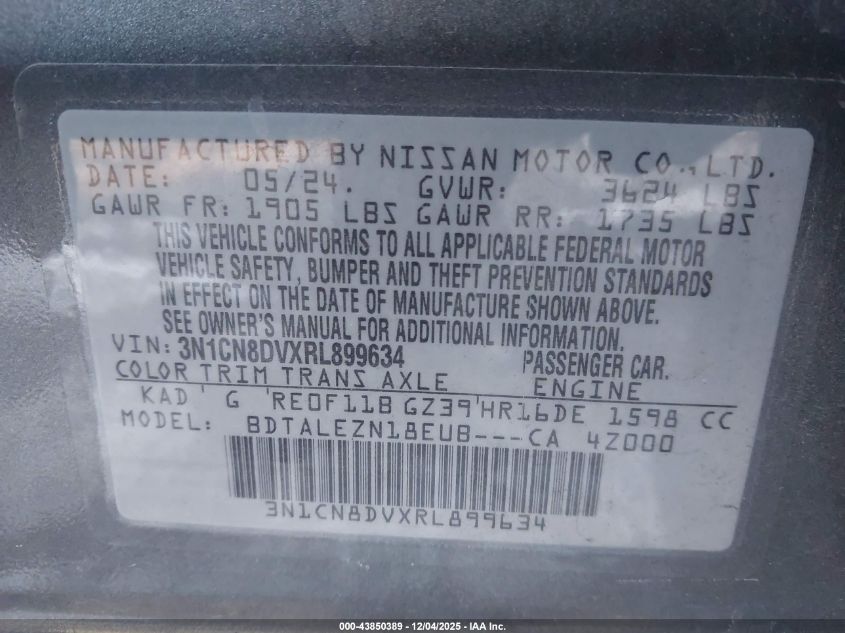 MANUFACTURED BY NISSAN MOTOR CO., LTD.
DATE: 05/24. GVWR: 3624 LBS
GAWR FR: 1905 LBS GAWR RR: 1735 LBS
THIS VEHICLE CONFORMS TO ALL APPLICABLE FEDERAL MOTOR
VEHICLE SAFETY, BUMPER AND THEFT PREVENTION STANDARDS
IN EFFECT ON THE DATE OF MANUFACTURE SHOWN ABOVE.
SEE OWNER'S MANUAL FOR ADDITIONAL INFORMATION.
VIN: 3N1CN8DVXRL899634 PASSENGER CAR.
COLOR TRIM TRANS AXLE ENGINE
KAD ' G 'RE0F11B GZ39'HR16DE 1598 CC
MODEL: BDTALEZN18EUB---CA 4Z000
3N1CN8DVXRL899634
000-43850389 - 12/04/2025 - IAA Inc.